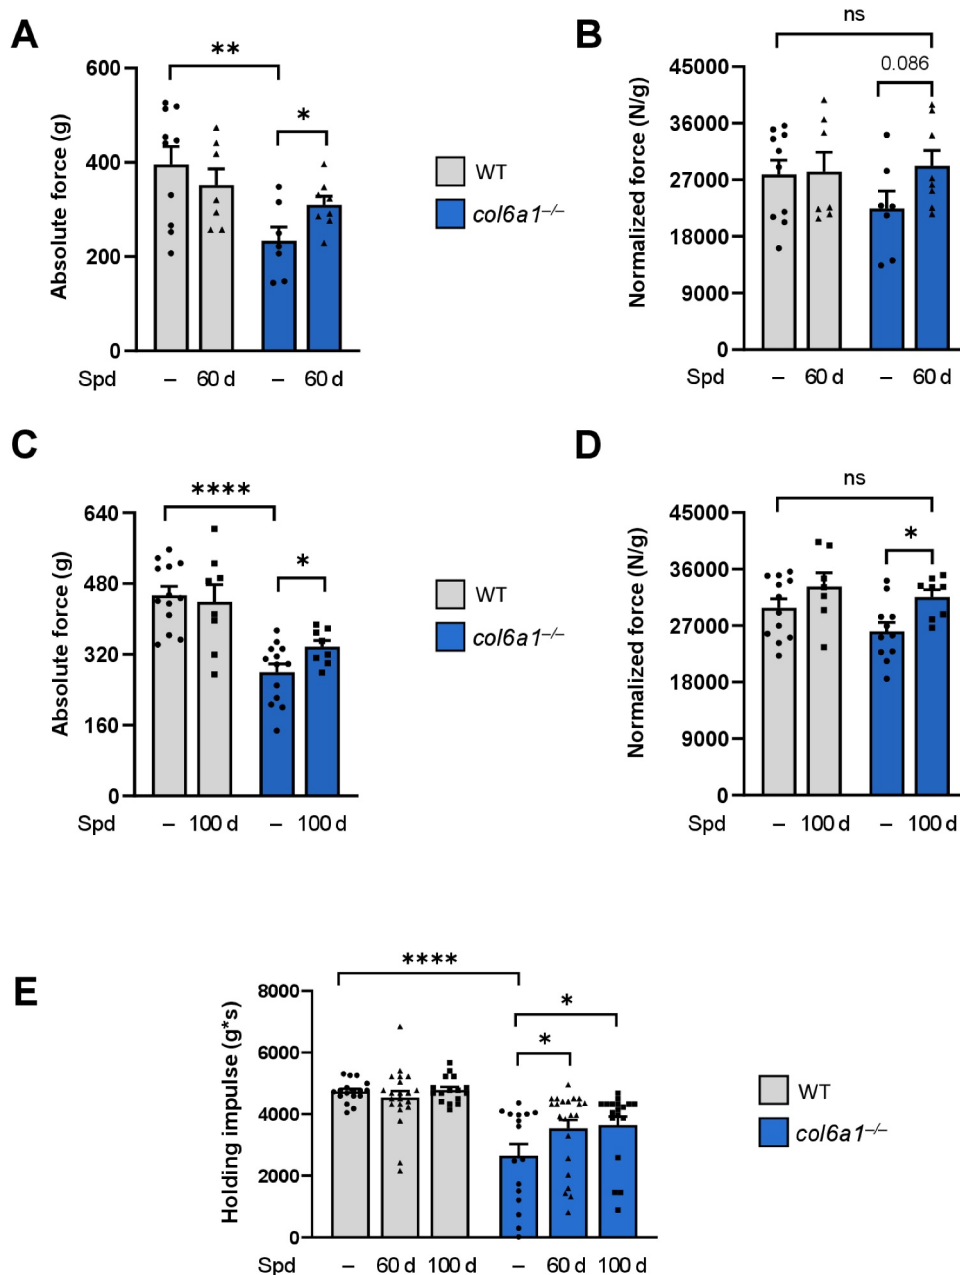 A
B
ns
**
0.086
*
600
400
200
0
Absolute force (g)
Spd – 60 d – 60 d
WT
col6a1–/–
45000
36000
27000
18000
9000
0
Normalized force (N/g)
Spd – 60 d – 60 d
C
D
****
*
640
480
320
160
0
Absolute force (g)
Spd – 100 d – 100 d
WT
col6a1–/–
ns
*
45000
36000
27000
18000
9000
0
Normalized force (N/g)
Spd – 100 d – 100 d
E
****
*
*
8000
6000
4000
2000
0
Holding impulse (g*s)
Spd – 60 d 100 d – 60 d 100 d
WT
col6a1–/–